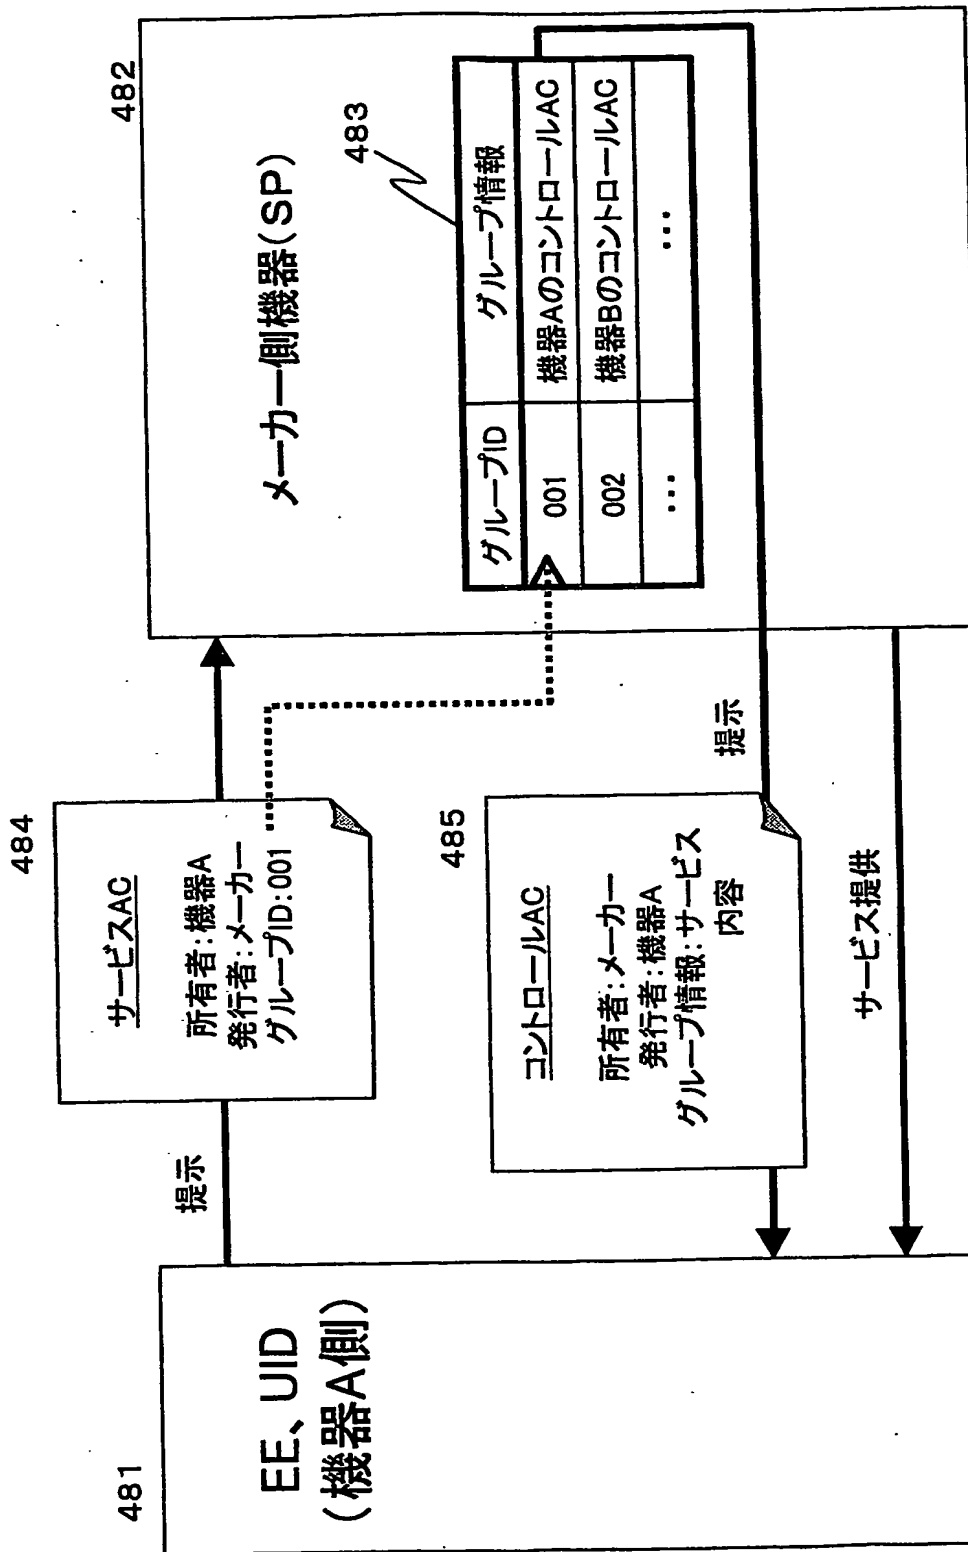 481
EE、UID
(機器A側)
提示
484
サービスAC
所有者:機器A
発行者:メーカー
グループID:001
485
コントロールAC
所有者:メーカー
発行者:機器A
グループ情報:サービス
内容
提示
サービス提供
482
メーカー側機器(SP)
483
グループID グループ情報
001 機器AのコントロールAC
002 機器BのコントロールAC
... ...